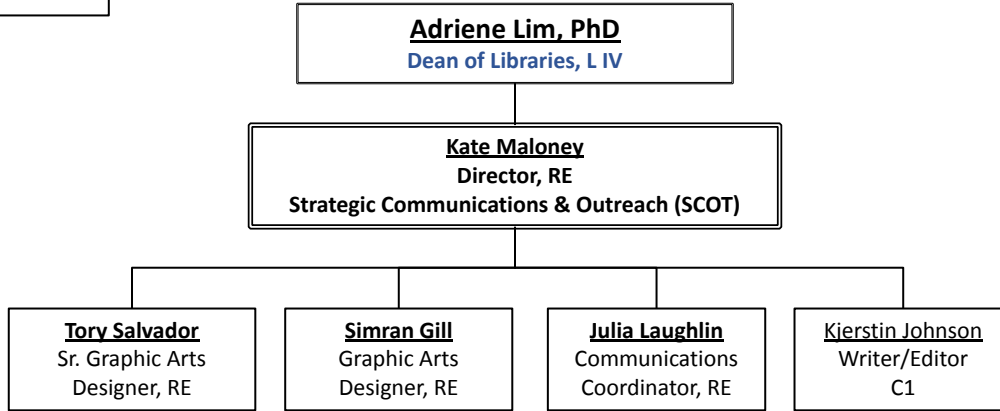 Adriene Lim, PhD
Dean of Libraries, L IV
Kate Maloney
Director, RE
Strategic Communications & Outreach (SCOT)
Tory Salvador
Sr. Graphic Arts
Designer, RE
Simran Gill
Graphic Arts
Designer, RE
Julia Laughlin
Communications
Coordinator, RE
Kjerstin Johnson
Writer/Editor
C1